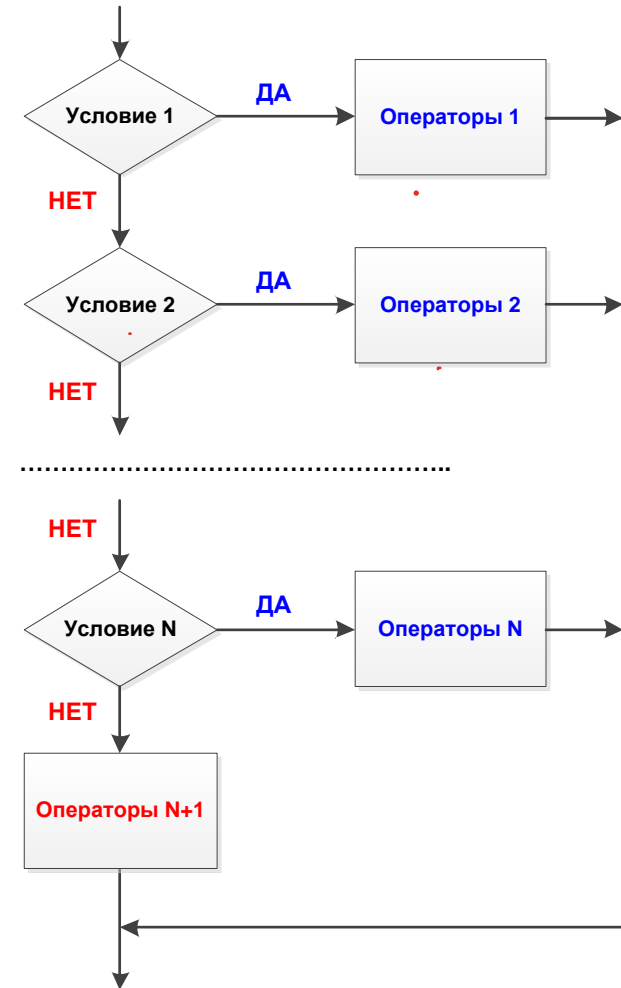 ДА
Условие 1
Операторы 1
НЕТ
ДА
Условие 2
Операторы 2
НЕТ
…………………………………………...
НЕТ
ДА
Условие N
Операторы N
НЕТ
Операторы N+1